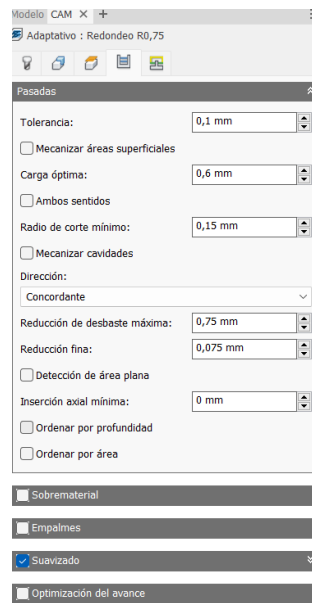 Modelo CAM × +
Adaptativo : Redondeo R0,75
Pasadas
Tolerancia: 0,1 mm
Mecanizar áreas superficiales
Carga óptima: 0,6 mm
Ambos sentidos
Radio de corte mínimo: 0,15 mm
Mecanizar cavidades
Dirección:
Concordante
Reducción de desbaste máxima: 0,75 mm
Reducción fina: 0,075 mm
Detección de área plana
Inserción axial mínima: 0 mm
Ordenar por profundidad
Ordenar por área
Sobrematerial
Empalmes
Suavizado
Optimización del avance